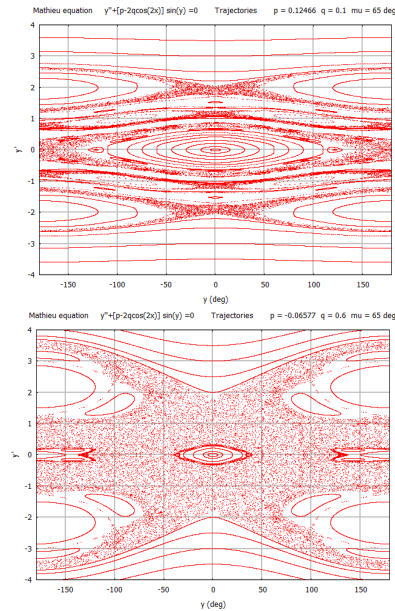 Mathieu equation y''+[p-2qcos(2x)] sin(y) =0 Trajectories p = 0.12466 q = 0.1 mu = 65 deg
4
3
2
1
0
-1
-2
-3
-4
y'
-150 -100 -50 0 50 100 150
y (deg)
Mathieu equation y''+[p-2qcos(2x)] sin(y) =0 Trajectories p = -0.06577 q = 0.6 mu = 65 deg
4
3
2
1
0
-1
-2
-3
-4
y'
-150 -100 -50 0 50 100 150
y (deg)